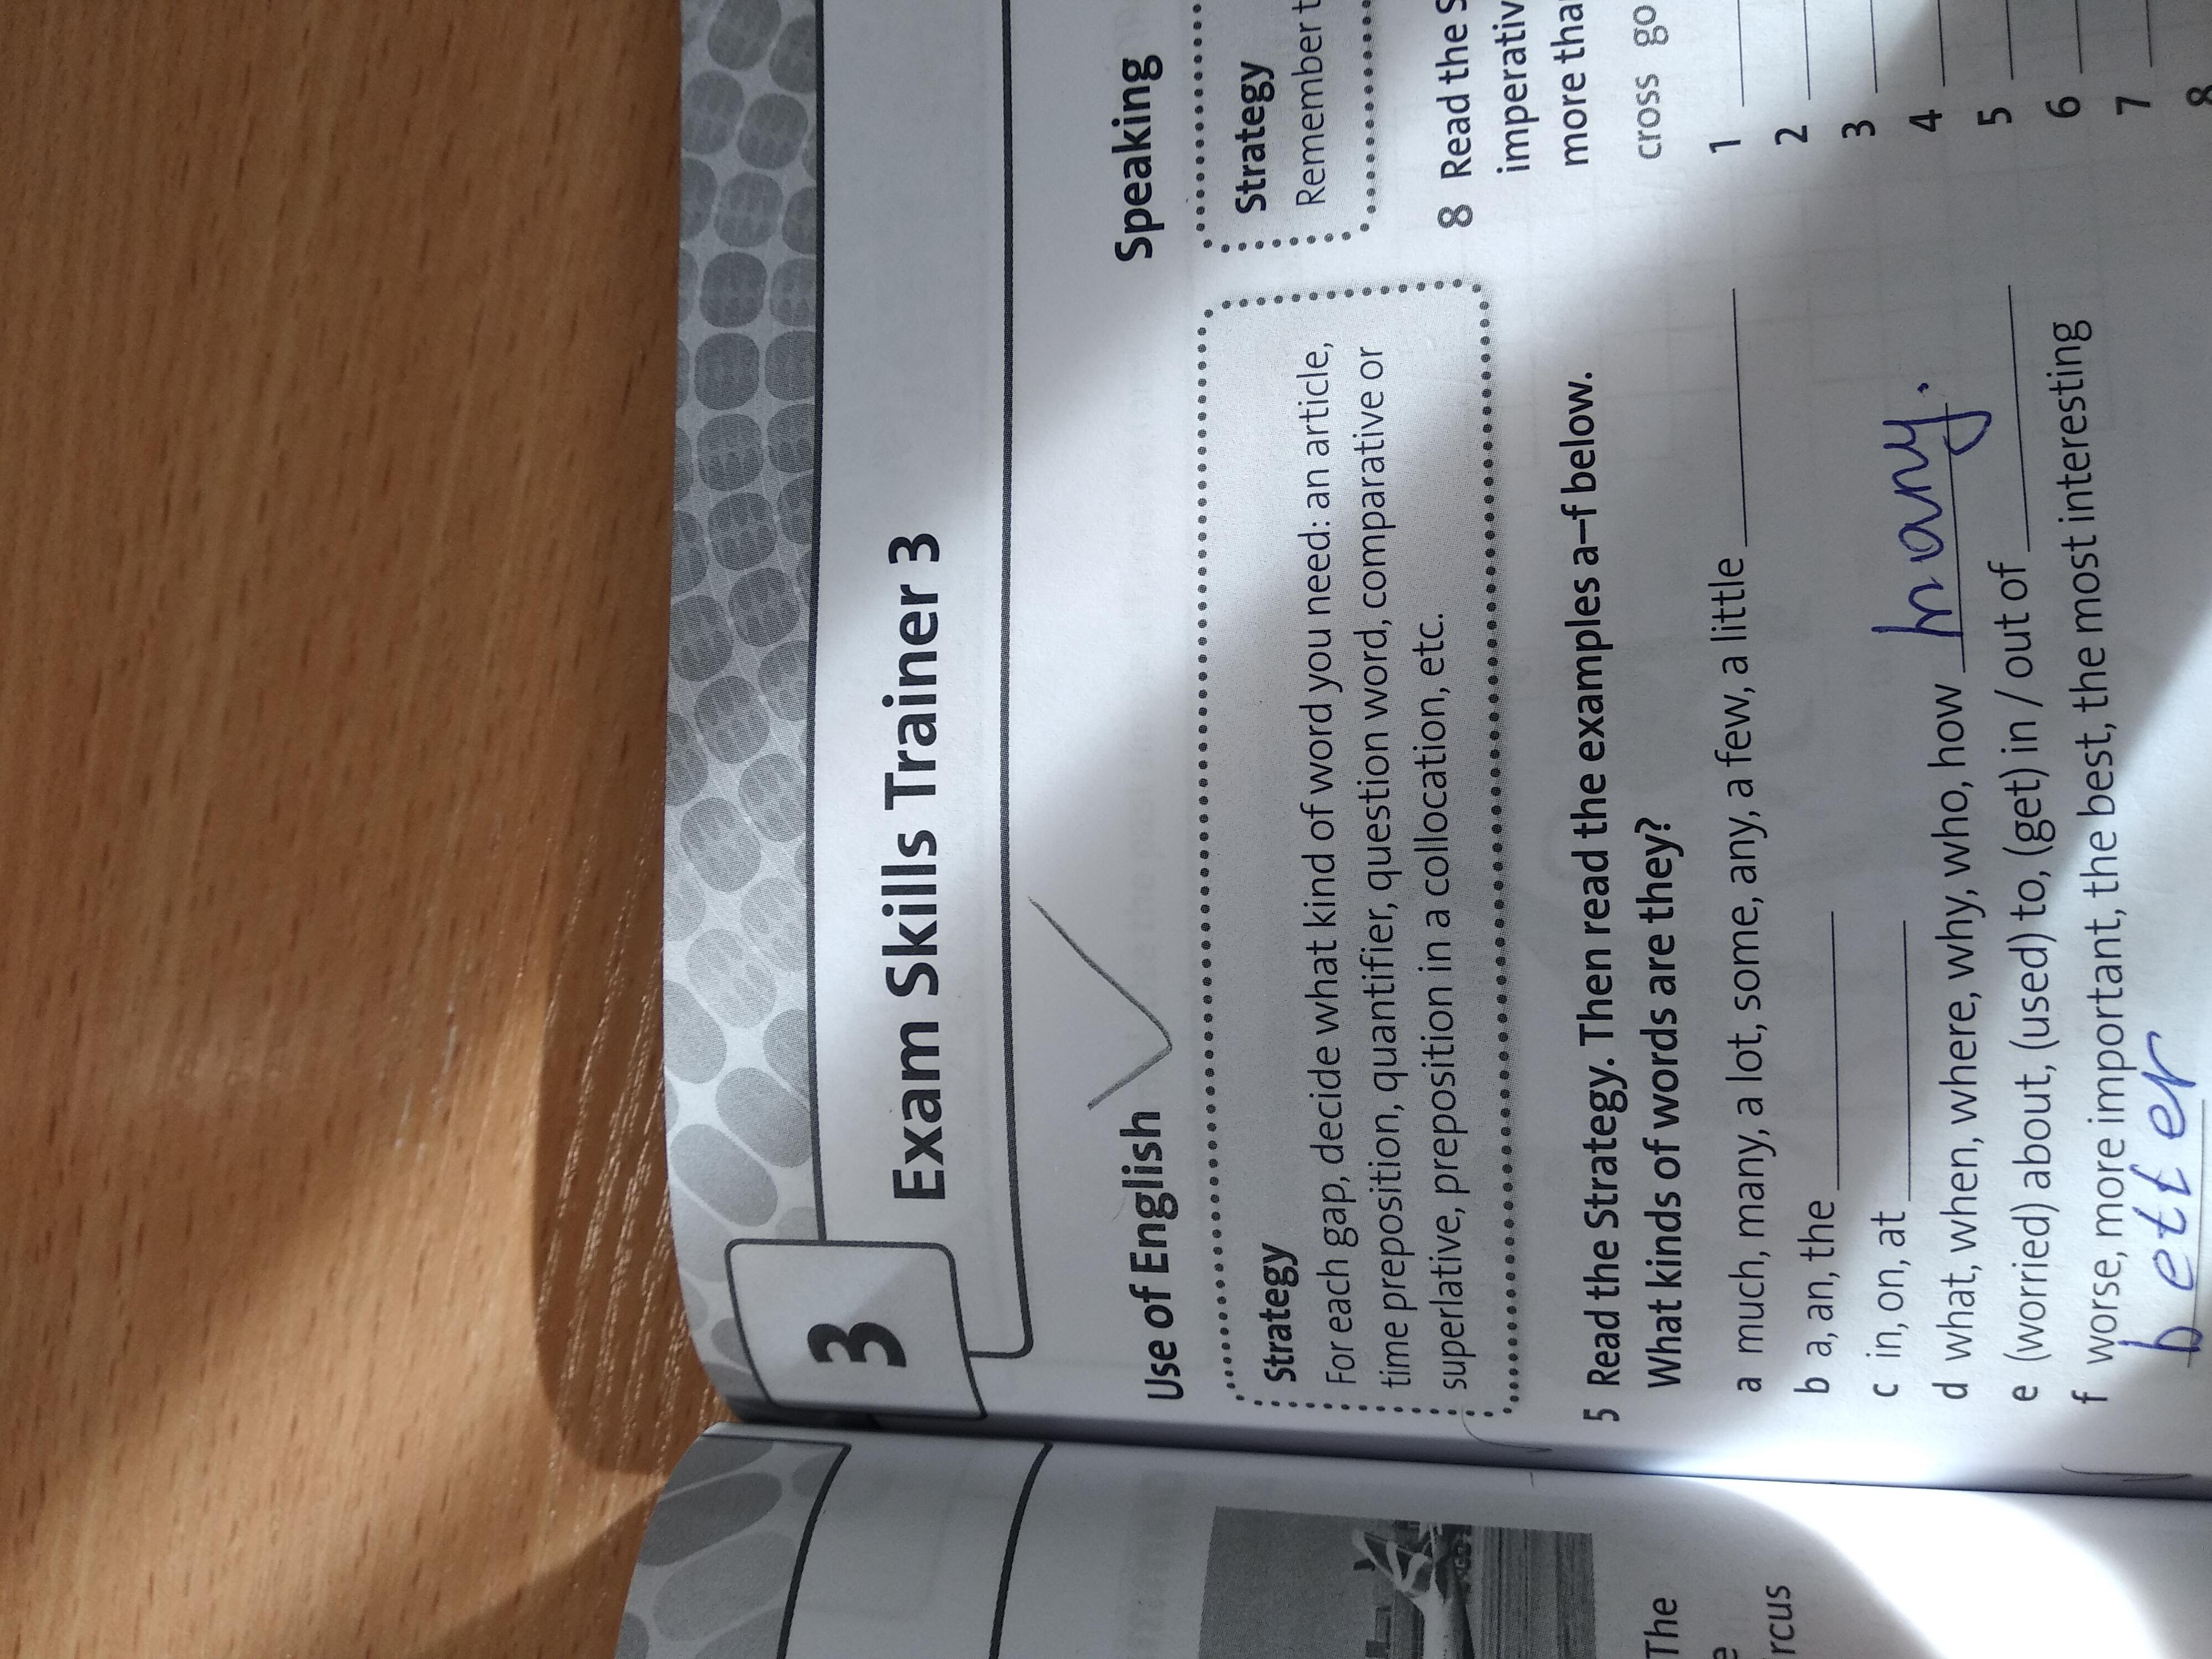 3
Exam Skills Trainer 3
Use of English
Strategy
For each gap, decide what kind of word you need: an article,
time preposition, quantifier, question word, comparative or
superlative, preposition in a collocation, etc.
5 Read the Strategy. Then read the examples a–f below.
What kinds of words are they?
a much, many, a lot, some, any, a few, a little
b a, an, the
c in, on, at
d what, when, where, why, who, how many.
e (worried) about, (used) to, (get) in / out of
f worse, more important, the best, the most interesting
better
Speaking
Strategy
Remember
8 Read the
more
cross go
1
2
3
4
5
6
7
8
The